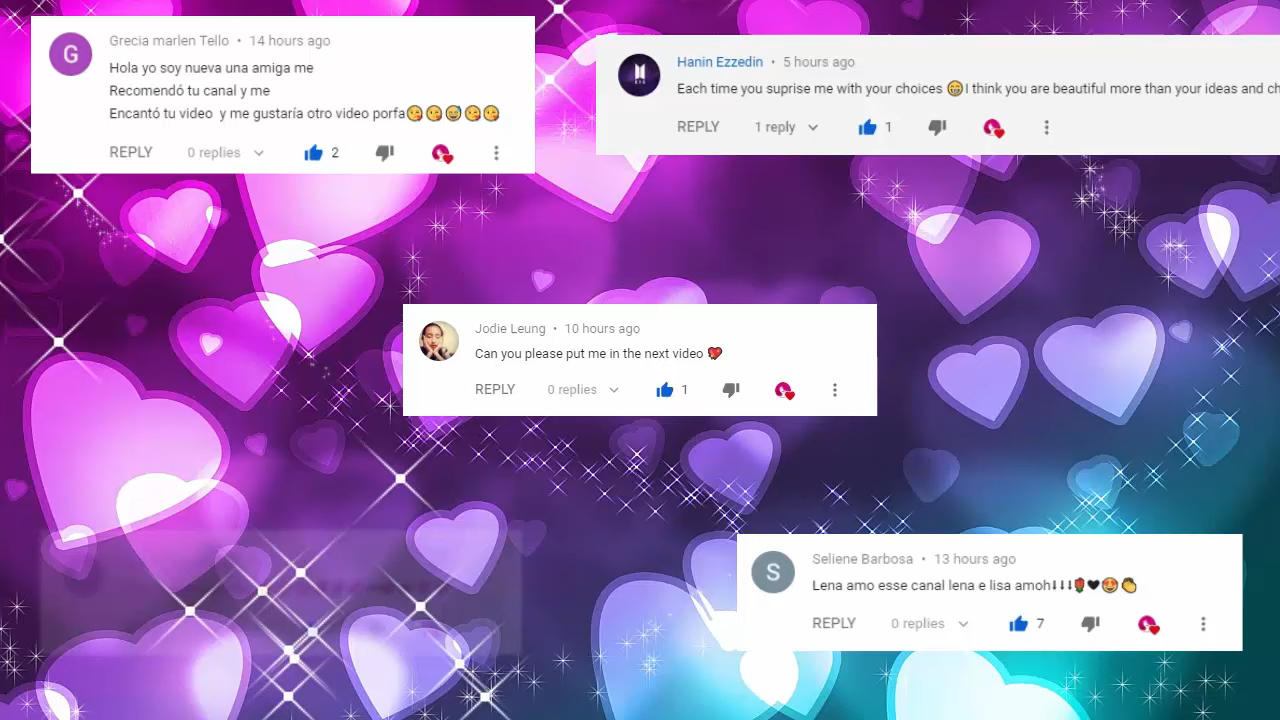 Grecia marlen Tello • 14 hours ago
Hola yo soy nueva una amiga me
Recomendó tu canal y me
Encantó tu video y me gustaría otro video porfa😘😘😅😘😘
REPLY 0 replies 2
Hanin Ezzedin • 5 hours ago
Each time you suprise me with your choices 😁I think you are beautiful more than your ideas and ch
REPLY 1 reply 1
Jodie Leung • 10 hours ago
Can you please put me in the next video 💖
REPLY 0 replies 1
S
Seliene Barbosa • 13 hours ago
Lena amo esse canal lena e lisa amoh⬇⬇⬇🌹🖤😍👏
REPLY 0 replies 7
G